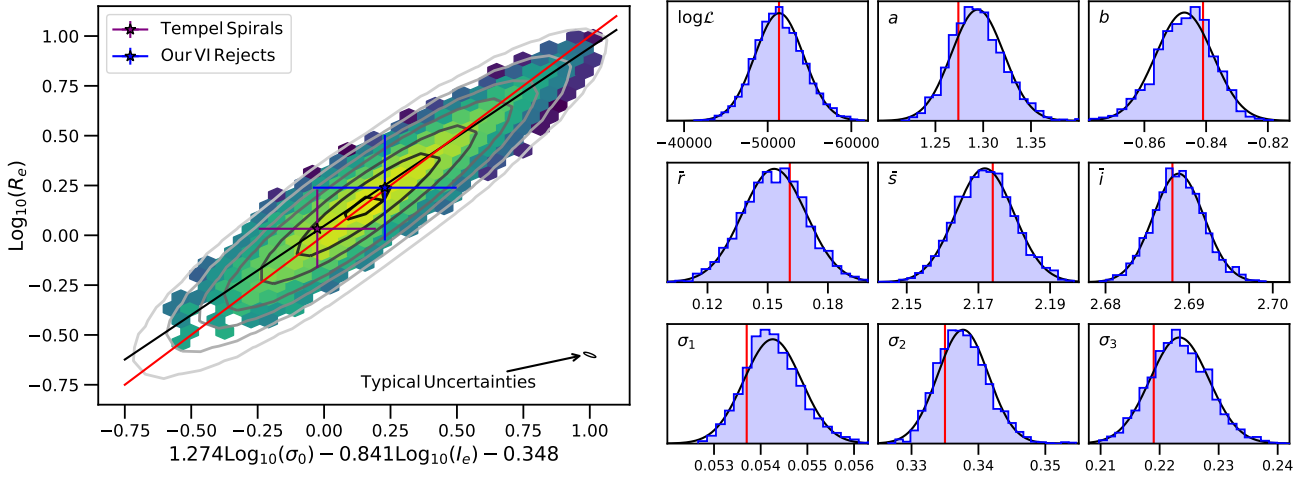 Tempel Spirals
Our VI Rejects
1.00
0.75
0.50
0.25
0.00
−0.25
−0.50
−0.75
Log₁₀(Rₑ)
Typical Uncertainties
−0.75 −0.50 −0.25 0.00 0.25 0.50 0.75 1.00
1.274Log₁₀(σ₀) − 0.841Log₁₀(Iₑ) − 0.348
logℒ
−40000 −50000 −60000
a
1.25 1.30 1.35
b
−0.86 −0.84 −0.82
r̄
0.12 0.15 0.18
s̄
2.15 2.17 2.19
ī
2.68 2.69 2.70
σ₁
0.053 0.054 0.055 0.056
σ₂
0.33 0.34 0.35
σ₃
0.21 0.22 0.23 0.24